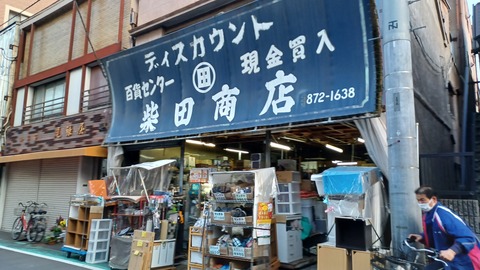 ディスカウント
百貨センター
田
現金買入
柴田商店
872-1638